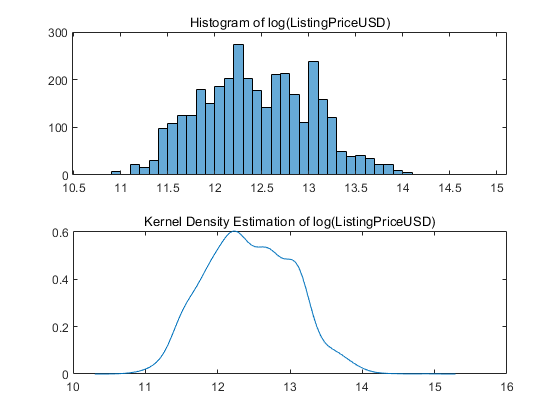 Histogram of log(ListingPriceUSD)
300
200
100
0
10.5 11 11.5 12 12.5 13 13.5 14 14.5 15
Kernel Density Estimation of log(ListingPriceUSD)
0.6
0.4
0.2
0
10 11 12 13 14 15 16